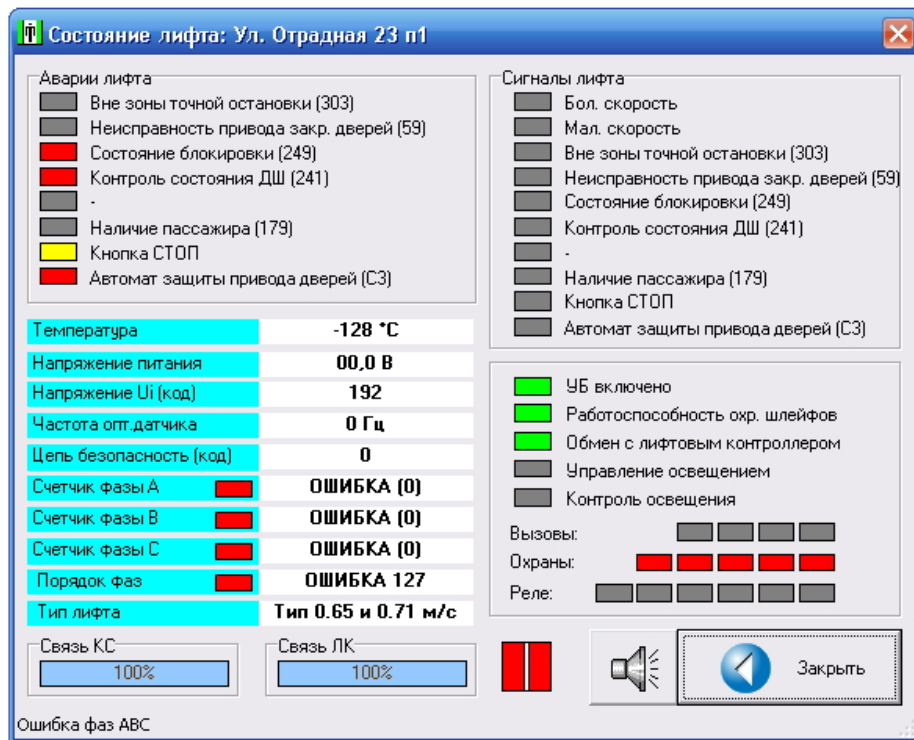 Состояние лифта: Ул. Отрадная 23 п1
Аварии лифта
Вне зоны точной остановки (303)
Неисправность привода закр. дверей (59)
Состояние блокировки (249)
Контроль состояния ДШ (241)
-
Наличие пассажира (179)
Кнопка СТОП
Автомат защиты привода дверей (С3)
Температура -128 °C
Напряжение питания 00,0 В
Напряжение Ui (код) 192
Частота опт.датчика 0 Гц
Цепь безопасность (код) 0
Счетчик фазы A ОШИБКА (0)
Счетчик фазы B ОШИБКА (0)
Счетчик фазы C ОШИБКА (0)
Порядок фаз ОШИБКА 127
Тип лифта Тип 0.65 и 0.71 м/с
Связь КС
100%
Связь ЛК
100%
Сигналы лифта
Бол. скорость
Мал. скорость
Вне зоны точной остановки (303)
Неисправность привода закр. дверей (59)
Состояние блокировки (249)
Контроль состояния ДШ (241)
-
Наличие пассажира (179)
Кнопка СТОП
Автомат защиты привода дверей (С3)
УБ включено
Работоспособность охр. шлейфов
Обмен с лифтовым контроллером
Управление освещением
Контроль освещения
Вызовы:
Охраны:
Реле:
Закрыть
Ошибка фаз ABC